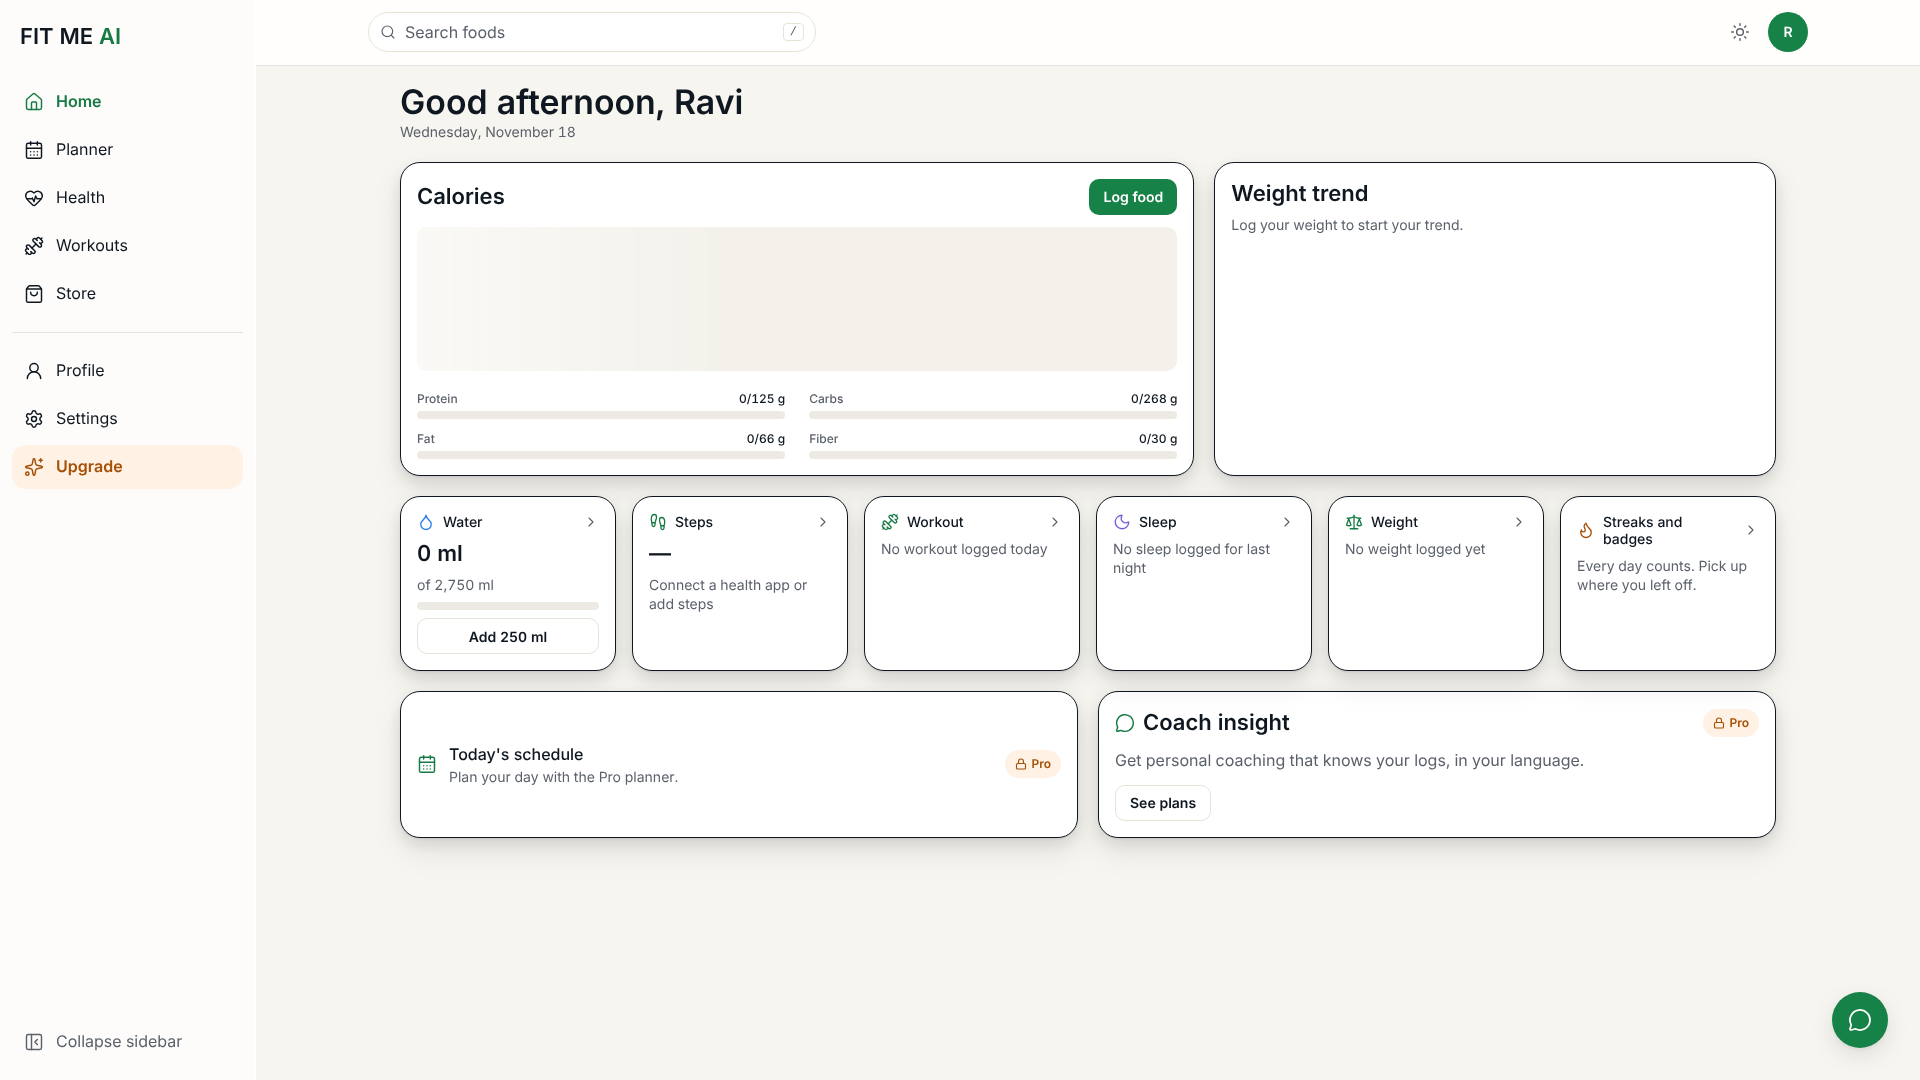 FIT ME AI
Search foods
/
R
Home
Planner
Health
Workouts
Store
Profile
Settings
Upgrade
Collapse sidebar
Good afternoon, Ravi
Wednesday, November 18
Calories
Log food
Protein
0/125 g
Carbs
0/268 g
Fat
0/66 g
Fiber
0/30 g
Weight trend
Log your weight to start your trend.
Water
0 ml
of 2,750 ml
Add 250 ml
Steps
—
Connect a health app or
add steps
Workout
No workout logged today
Sleep
No sleep logged for last
night
Weight
No weight logged yet
Streaks and
badges
Every day counts. Pick up
where you left off.
Today's schedule
Plan your day with the Pro planner.
Pro
Coach insight
Pro
Get personal coaching that knows your logs, in your language.
See plans